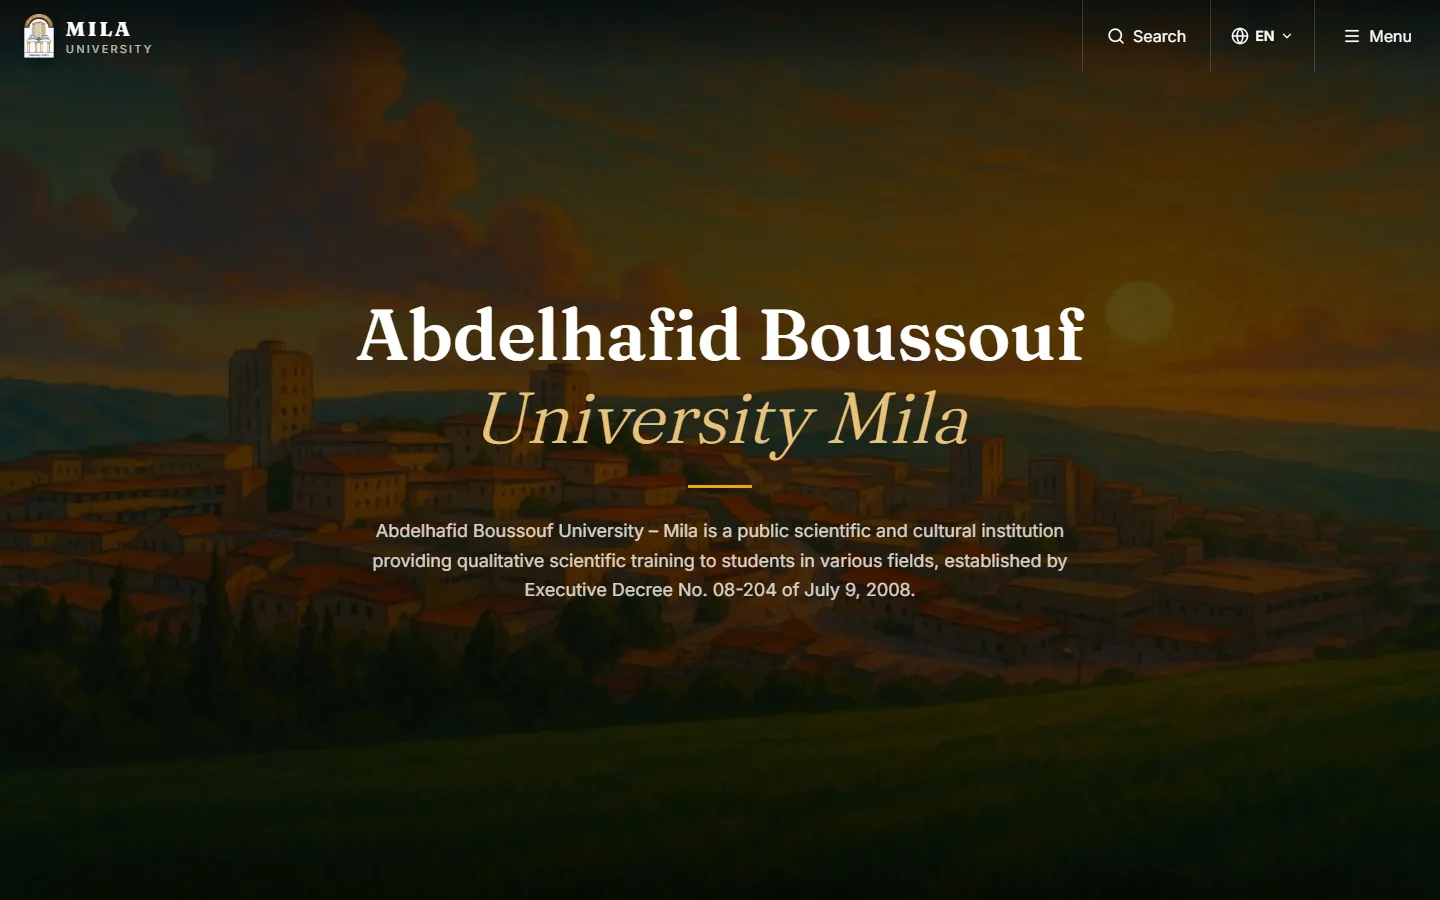 MILA
UNIVERSITY
Search
EN
Menu
Abdelhafid Boussouf
University Mila
Abdelhafid Boussouf University – Mila is a public scientific and cultural institution
providing qualitative scientific training to students in various fields, established by
Executive Decree No. 08-204 of July 9, 2008.